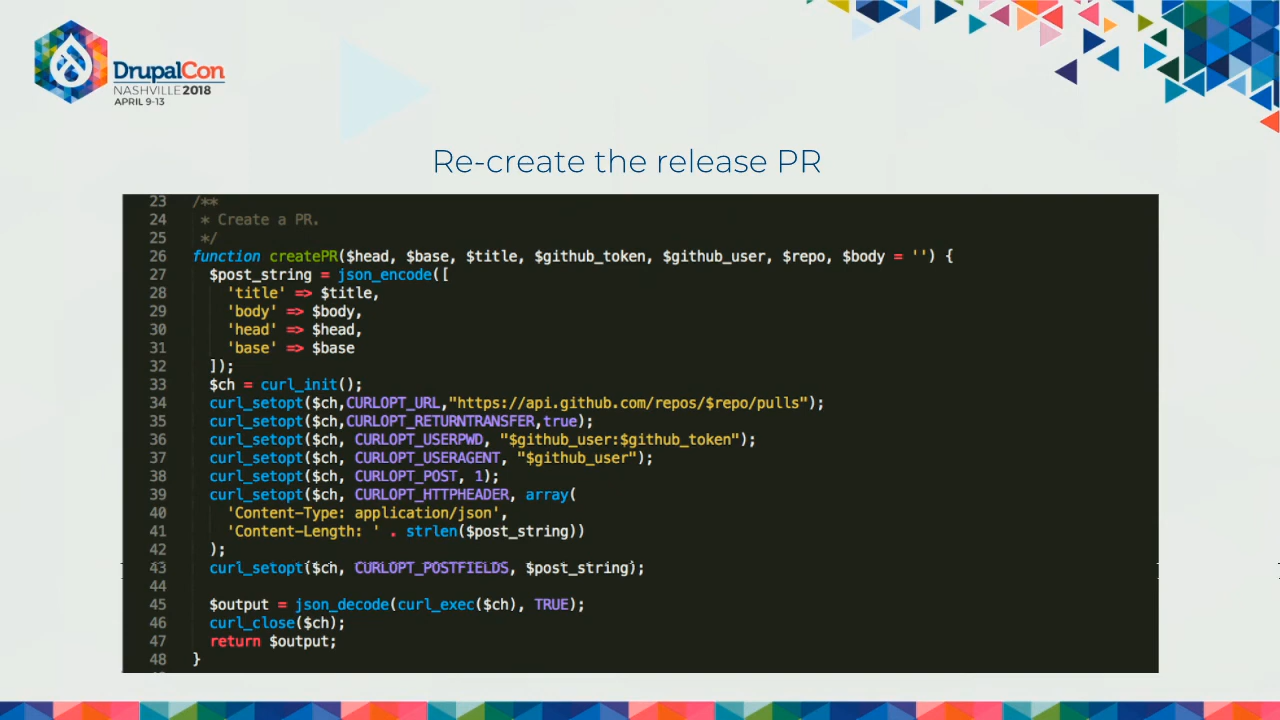 DrupalCon
NASHVILLE 2018
APRIL 9-13
Re-create the release PR
23 /**
24  * Create a PR.
25  */
26 function createPR($head, $base, $title, $github_token, $github_user, $repo, $body = '') {
27   $post_string = json_encode([
28     'title' => $title,
29     'body' => $body,
30     'head' => $head,
31     'base' => $base
32   ]);
33   $ch = curl_init();
34   curl_setopt($ch,CURLOPT_URL,"https://api.github.com/repos/$repo/pulls");
35   curl_setopt($ch,CURLOPT_RETURNTRANSFER,true);
36   curl_setopt($ch, CURLOPT_USERPWD, "$github_user:$github_token");
37   curl_setopt($ch, CURLOPT_USERAGENT, "$github_user");
38   curl_setopt($ch, CURLOPT_POST, 1);
39   curl_setopt($ch, CURLOPT_HTTPHEADER, array(
40     'Content-Type: application/json',
41     'Content-Length: ' . strlen($post_string))
42   );
43   curl_setopt($ch, CURLOPT_POSTFIELDS, $post_string);
44
45   $output = json_decode(curl_exec($ch), TRUE);
46   curl_close($ch);
47   return $output;
48 }